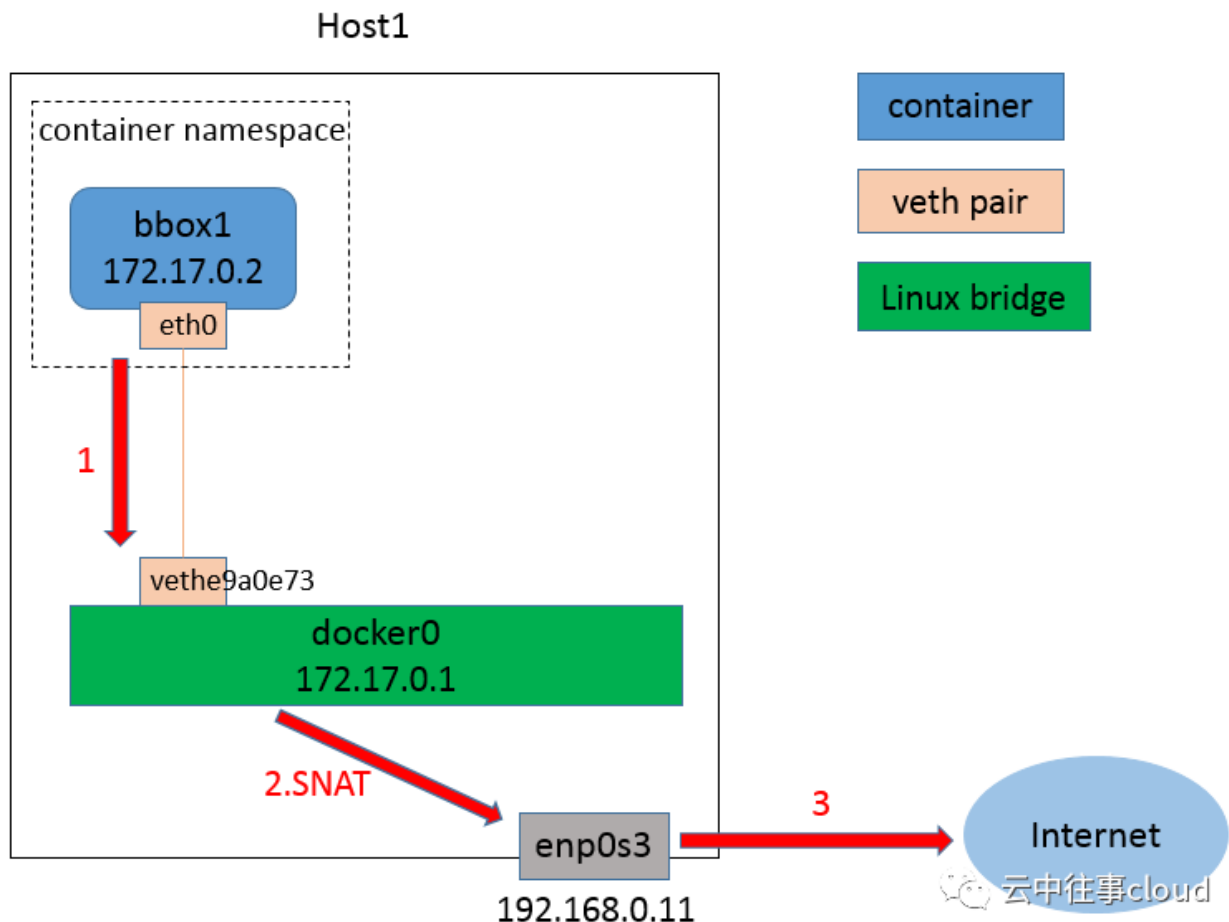 Host1
container namespace
bbox1
172.17.0.2
eth0
1
vethe9a0e73
docker0
172.17.0.1
2.SNAT
enp0s3
192.168.0.11
3
Internet
container
veth pair
Linux bridge
云中往事cloud